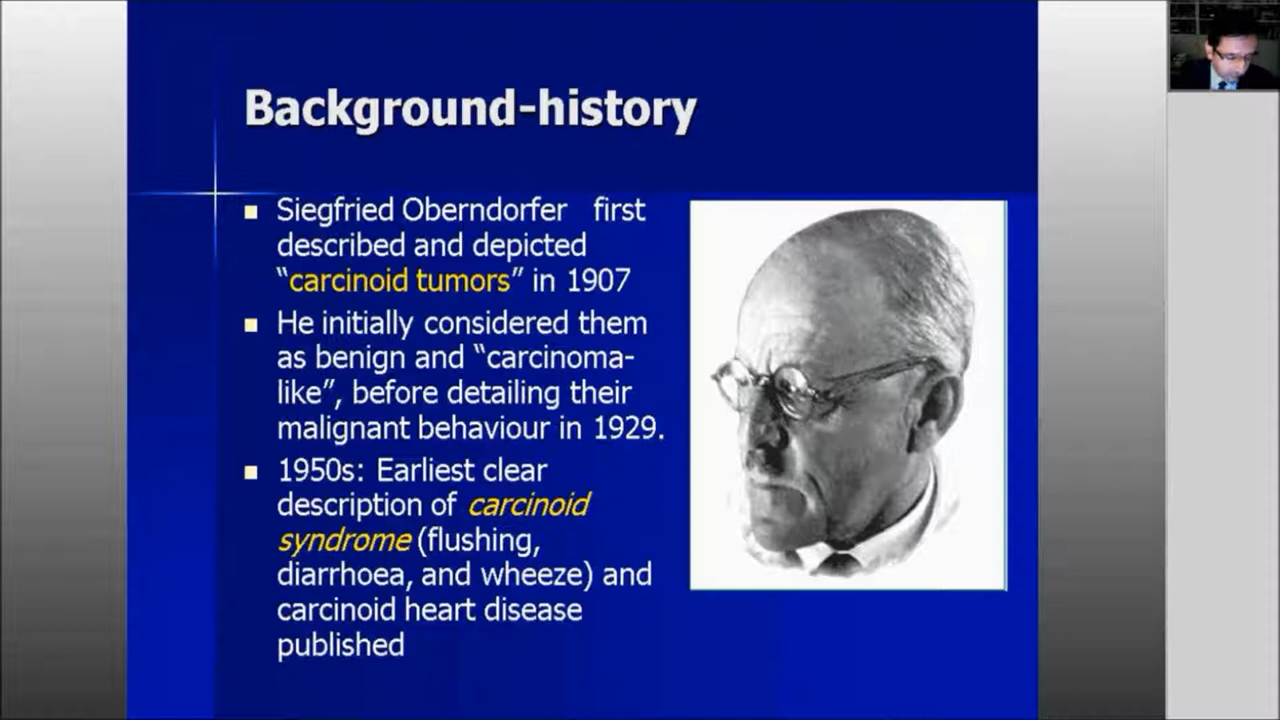 Background-history
Siegfried Oberndorfer first
described and depicted
“carcinoid tumors” in 1907
He initially considered them
as benign and “carcinoma-
like”, before detailing their
malignant behaviour in 1929.
1950s: Earliest clear
description of carcinoid
syndrome (flushing,
diarrhoea, and wheeze) and
carcinoid heart disease
published